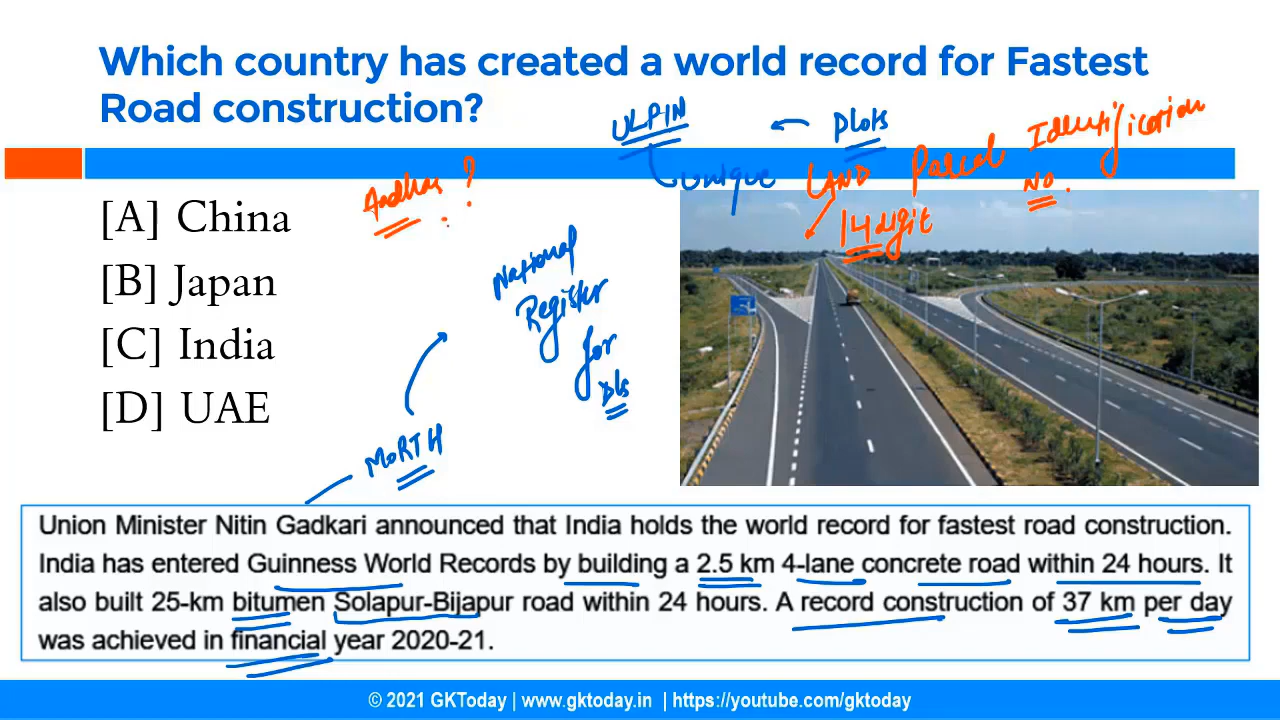 Which country has created a world record for Fastest
Road construction?
ULPIN
Plots
Unique LAND Parcel Identification
No.
14 digit
Aadhar ?
[A] China
[B] Japan
[C] India
[D] UAE
National
Register
for
MoRTH
Union Minister Nitin Gadkari announced that India holds the world record for fastest road construction.
India has entered Guinness World Records by building a 2.5 km 4-lane concrete road within 24 hours. It
also built 25-km bitumen Solapur-Bijapur road within 24 hours. A record construction of 37 km per day
was achieved in financial year 2020-21.
© 2021 GKToday | www.gktoday.in | https://youtube.com/gktoday